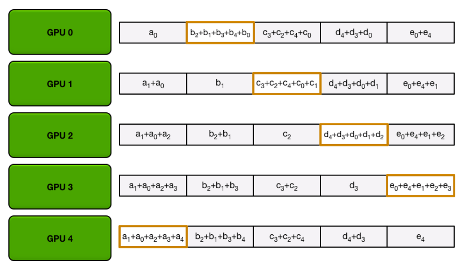 GPU 0 a₀ b₂+b₁+b₃+b₄+b₀ c₃+c₂+c₄+c₀ d₄+d₃+d₀ e₀+e₄
GPU 1 a₁+a₀ b₁ c₃+c₂+c₄+c₀+c₁ d₄+d₃+d₀+d₁ e₀+e₄+e₁
GPU 2 a₁+a₀+a₂ b₂+b₁ c₂ d₄+d₃+d₀+d₁+d₂ e₀+e₄+e₁+e₂
GPU 3 a₁+a₀+a₂+a₃ b₂+b₁+b₃ c₃+c₂ d₃ e₀+e₄+e₁+e₂+e₃
GPU 4 a₁+a₀+a₂+a₃+a₄ b₂+b₁+b₃+b₄ c₃+c₂+c₄ d₄+d₃ e₄